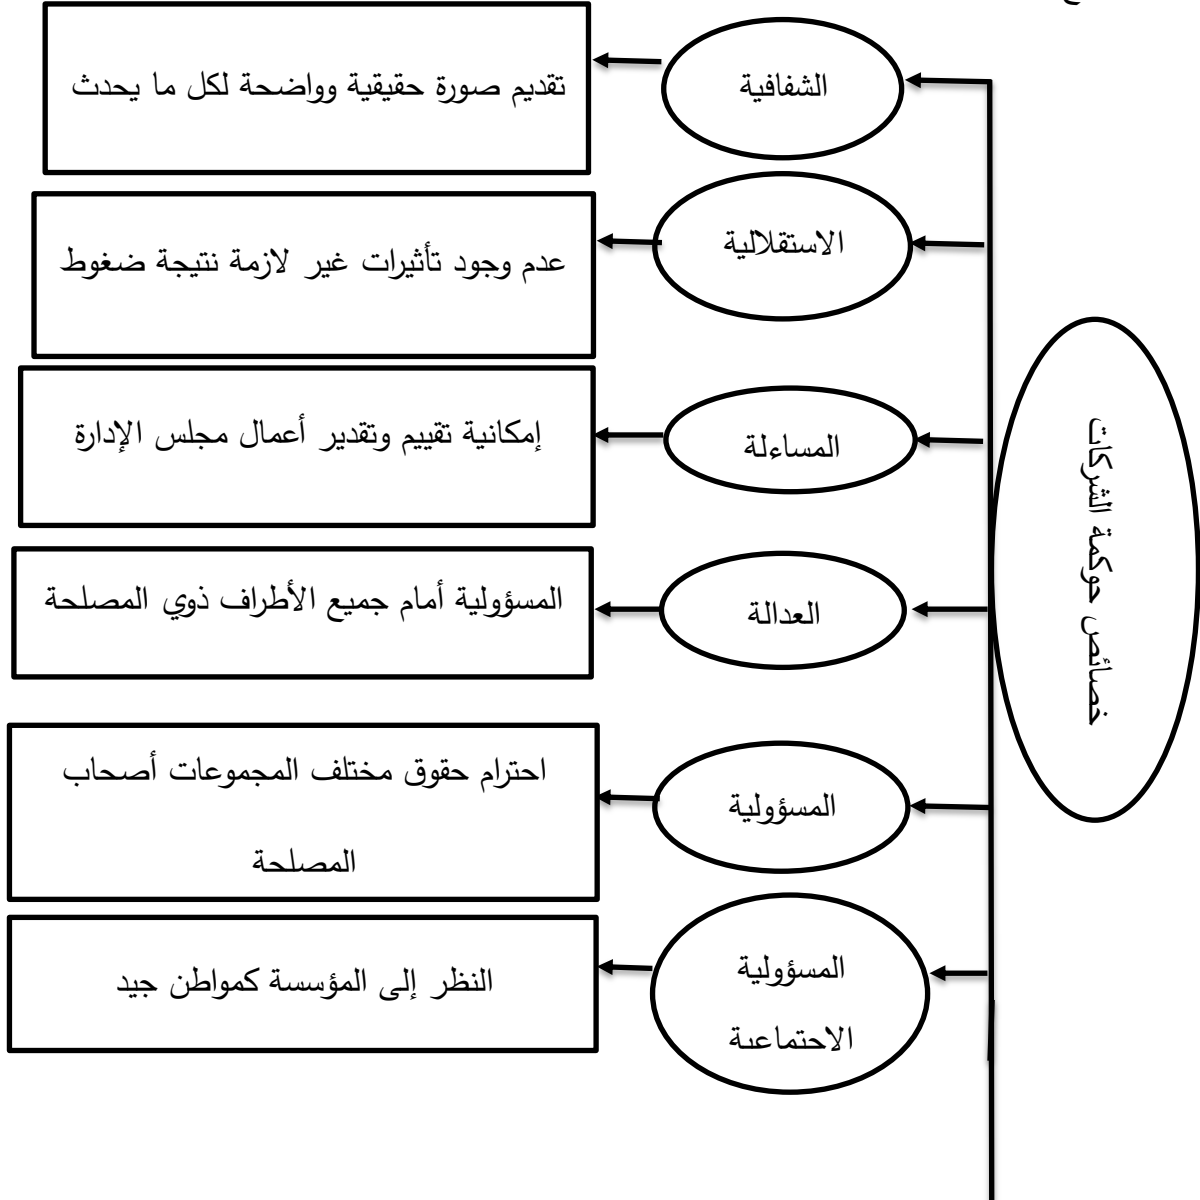 خصائص حوكمة الشركات
الشفافية
تقديم صورة حقيقية وواضحة لكل ما يحدث
الاستقلالية
عدم وجود تأثيرات غير لازمة نتيجة ضغوط
المساءلة
إمكانية تقييم وتقدير أعمال مجلس الإدارة
العدالة
المسؤولية أمام جميع الأطراف ذوي المصلحة
المسؤولية
احترام حقوق مختلف المجموعات أصحاب
المصلحة
المسؤولية
الاجتماعية
النظر إلى المؤسسة كمواطن جيد